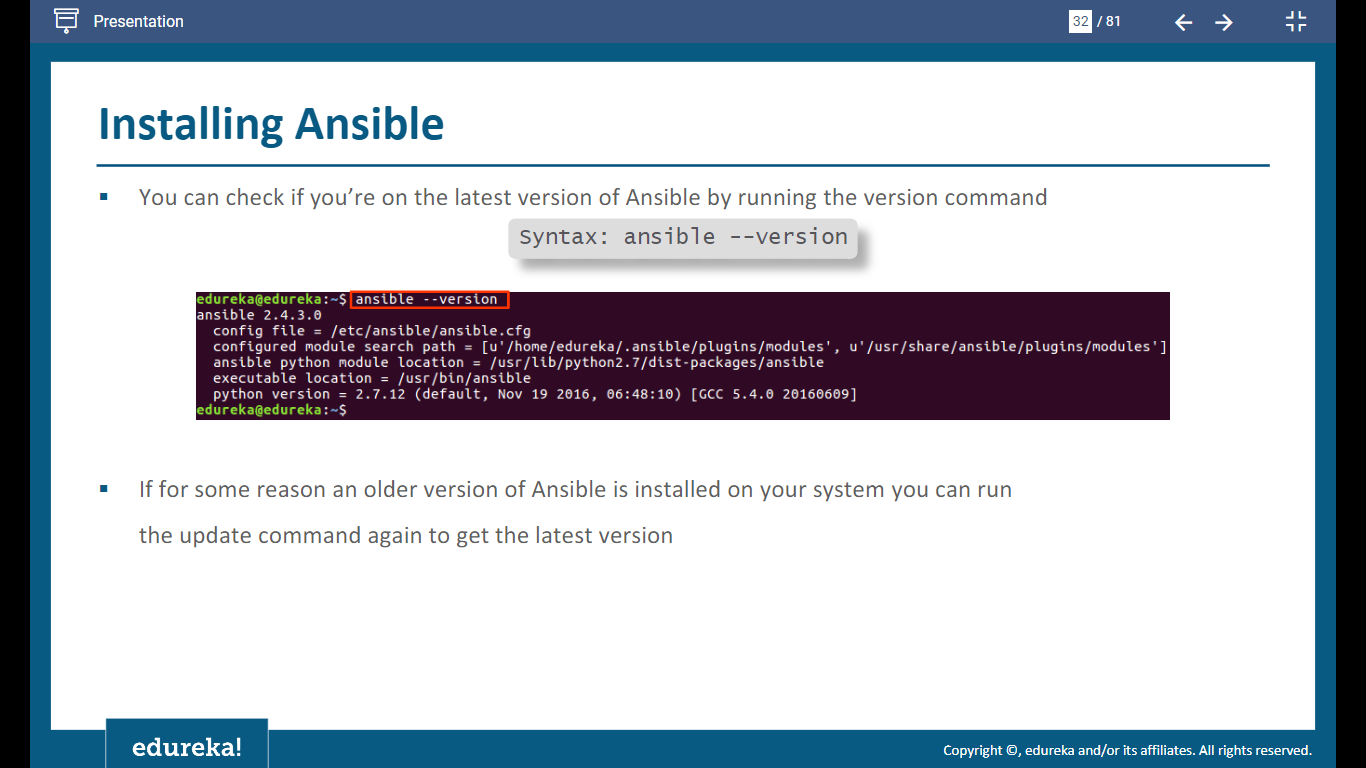 Presentation
32 / 81
Installing Ansible
▪ You can check if you’re on the latest version of Ansible by running the version command
Syntax: ansible --version
edureka@edureka:~$ ansible --version
ansible 2.4.3.0
  config file = /etc/ansible/ansible.cfg
  configured module search path = [u'/home/edureka/.ansible/plugins/modules', u'/usr/share/ansible/plugins/modules']
  ansible python module location = /usr/lib/python2.7/dist-packages/ansible
  executable location = /usr/bin/ansible
  python version = 2.7.12 (default, Nov 19 2016, 06:48:10) [GCC 5.4.0 20160609]
edureka@edureka:~$
▪ If for some reason an older version of Ansible is installed on your system you can run
the update command again to get the latest version
edureka!
Copyright ©, edureka and/or its affiliates. All rights reserved.